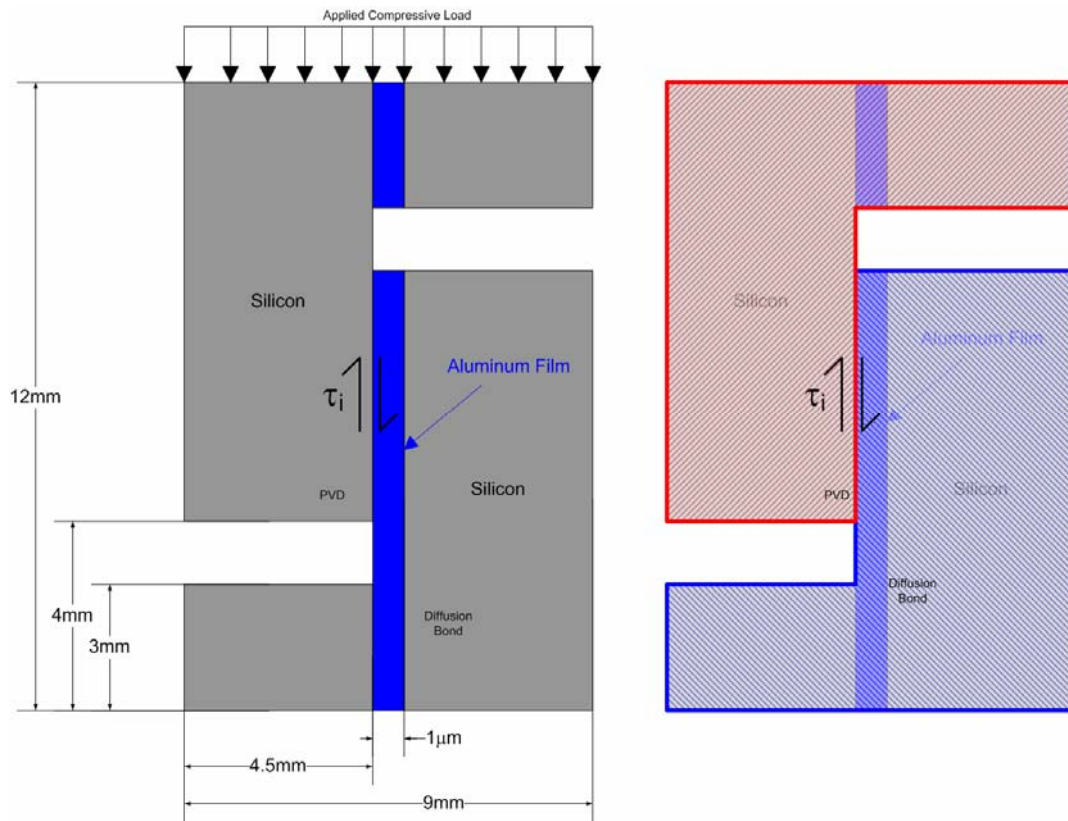 Applied Compressive Load
Silicon
Aluminum Film
τi
12mm
Silicon
PVD
4mm
3mm
Diffusion
Bond
1μm
4.5mm
9mm
Silicon
Aluminum Film
τi
Silicon
PVD
Diffusion
Bond